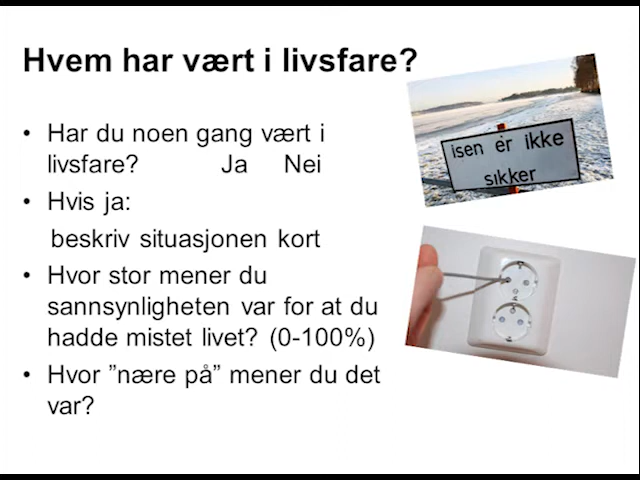 Hvem har vært i livsfare?
• Har du noen gang vært i
livsfare? Ja Nei
• Hvis ja:
beskriv situasjonen kort
• Hvor stor mener du
sannsynligheten var for at du
hadde mistet livet? (0-100%)
• Hvor ”nære på” mener du det
var?
isen er ikke
sikker